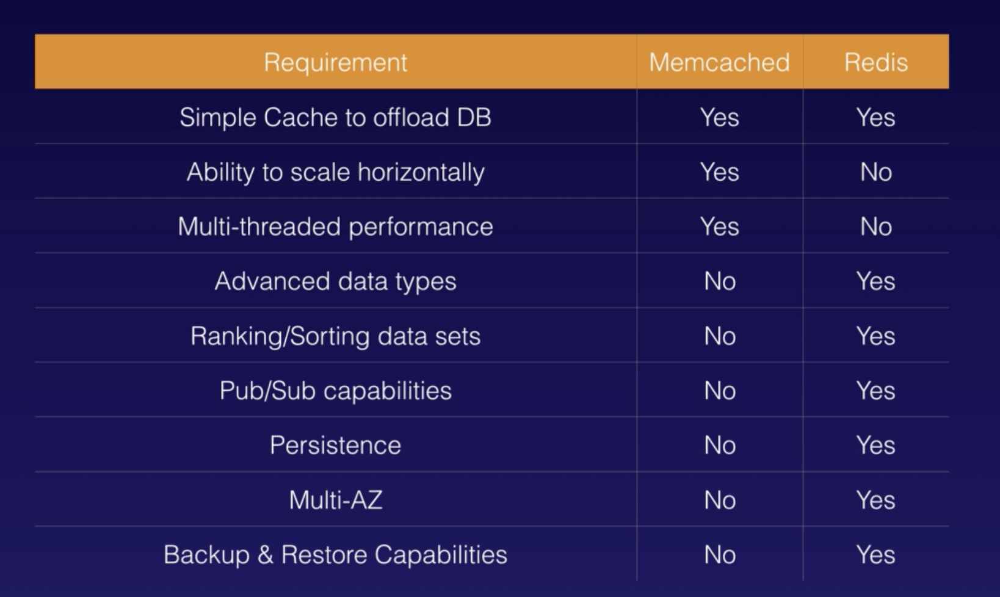 Requirement Memcached Redis
Simple Cache to offload DB Yes Yes
Ability to scale horizontally Yes No
Multi-threaded performance Yes No
Advanced data types No Yes
Ranking/Sorting data sets No Yes
Pub/Sub capabilities No Yes
Persistence No Yes
Multi-AZ No Yes
Backup & Restore Capabilities No Yes